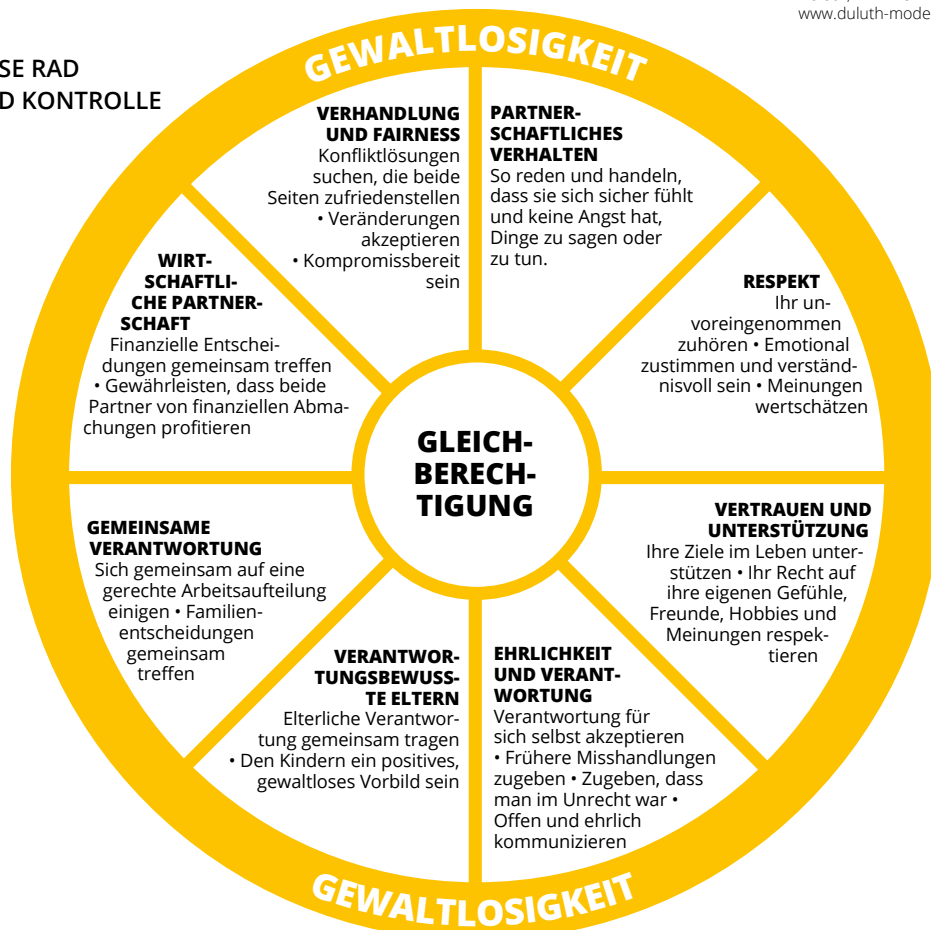 www.duluth-mode
SE RAD
D KONTROLLE
GEWALTLOSIGKEIT
VERHANDLUNG
UND FAIRNESS
Konfliktlösungen
suchen, die beide
Seiten zufriedenstellen
• Veränderungen
akzeptieren
• Kompromissbereit
sein
PARTNER-
SCHAFTLICHES
VERHALTEN
So reden und handeln,
dass sie sich sicher fühlt
und keine Angst hat,
Dinge zu sagen oder
zu tun.
WIRT-
SCHAFTLI-
CHE PARTNER-
SCHAFT
Finanzielle Entschei-
dungen gemeinsam treffen
• Gewährleisten, dass beide
Partner von finanziellen Abma-
chungen profitieren
RESPEKT
Ihr un-
voreingenommen
zuhören • Emotional
zustimmen und verständ-
nisvoll sein • Meinungen
wertschätzen
GLEICH-
BERECH-
TIGUNG
GEMEINSAME
VERANTWORTUNG
Sich gemeinsam auf eine
gerechte Arbeitsaufteilung
einigen • Familien-
entscheidungen
gemeinsam
treffen
VERTRAUEN UND
UNTERSTÜTZUNG
Ihre Ziele im Leben unter-
stützen • Ihr Recht auf
ihre eigenen Gefühle,
Freunde, Hobbies und
Meinungen respek-
tieren
VERANTWOR-
TUNGSBEWUSS-
TE ELTERN
Elterliche Verantwor-
tung gemeinsam tragen
• Den Kindern ein positives,
gewaltloses Vorbild sein
EHRLICHKEIT
UND VERANT-
WORTUNG
Verantwortung für
sich selbst akzeptieren
• Frühere Misshandlungen
zugeben • Zugeben, dass
man im Unrecht war •
Offen und ehrlich
kommunizieren
GEWALTLOSIGKEIT